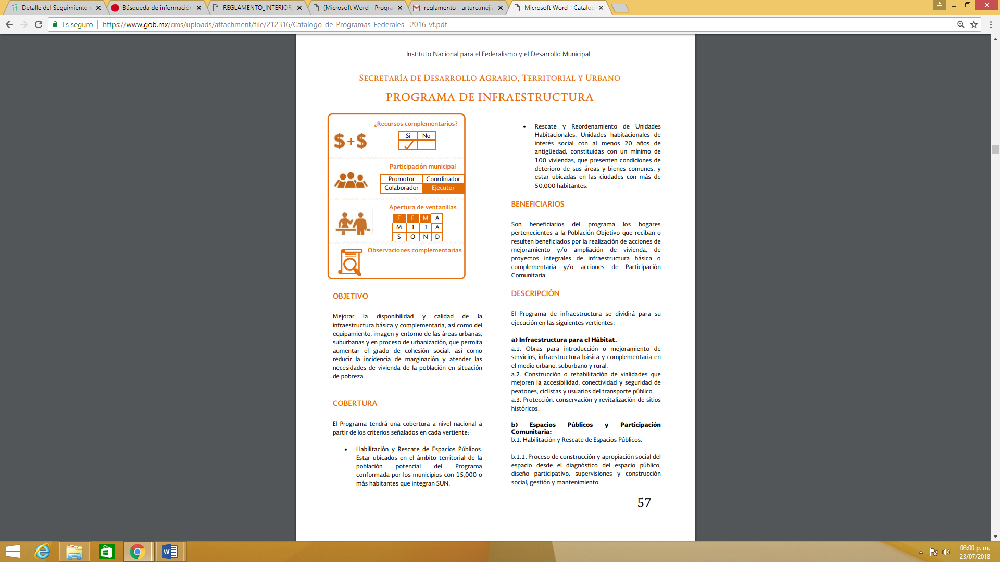 Detalle del Seguimiento
Búsqueda de información
REGLAMENTO_INTERIOR
(Microsoft Word - Progra
reglamento - arturo.mejia
Microsoft Word - Catalog
Es seguro
https://www.gob.mx/cms/uploads/attachment/file/212316/Catalogo_de_Programas_Federales__2016_vf.pdf
Instituto Nacional para el Federalismo y el Desarrollo Municipal
Secretaría de Desarrollo Agrario, Territorial y Urbano
PROGRAMA DE INFRAESTRUCTURA
¿Recursos complementarios?
Si No
$+$
Participación municipal
Promotor Coordinador
Colaborador Ejecutor
Apertura de ventanillas
E F M A
M J J A
S O N D
Observaciones complementarias
OBJETIVO
Mejorar la disponibilidad y calidad de la
infraestructura básica y complementaria, así como del
equipamiento, imagen y entorno de las áreas urbanas,
suburbanas y en proceso de urbanización, que permita
aumentar el grado de cohesión social, así como
reducir la incidencia de marginación y atender las
necesidades de vivienda de la población en situación
de pobreza.
COBERTURA
El Programa tendrá una cobertura a nivel nacional a
partir de los criterios señalados en cada vertiente:
• Habilitación y Rescate de Espacios Públicos.
Estar ubicados en el ámbito territorial de la
población potencial del Programa
conformada por los municipios con 15,000 o
más habitantes que integran SUN.
• Rescate y Reordenamiento de Unidades
Habitacionales. Unidades habitacionales de
interés social con al menos 20 años de
antigüedad, constituidas con un mínimo de
100 viviendas, que presenten condiciones de
deterioro de sus áreas y bienes comunes, y
estar ubicadas en las ciudades con más de
50,000 habitantes.
BENEFICIARIOS
Son beneficiarios del programa los hogares
pertenecientes a la Población Objetivo que reciban o
resulten beneficiados por la realización de acciones de
mejoramiento y/o ampliación de vivienda, de
proyectos integrales de infraestructura básica o
complementaria y/o acciones de Participación
Comunitaria.
DESCRIPCIÓN
El Programa de infraestructura se dividirá para su
ejecución en las siguientes vertientes:
a) Infraestructura para el Hábitat.
a.1. Obras para introducción o mejoramiento de
servicios, infraestructura básica y complementaria en
el medio urbano, suburbano y rural.
a.2. Construcción o rehabilitación de vialidades que
mejoren la accesibilidad, conectividad y seguridad de
peatones, ciclistas y usuarios del transporte público.
a.3. Protección, conservación y revitalización de sitios
históricos.
b) Espacios Públicos y Participación
Comunitaria:
b.1. Habilitación y Rescate de Espacios Públicos.
b.1.1. Proceso de construcción y apropiación social del
espacio desde el diagnóstico del espacio público,
diseño participativo, supervisiones y construcción
social, gestión y mantenimiento.
57
03:00 p. m.
23/07/2018